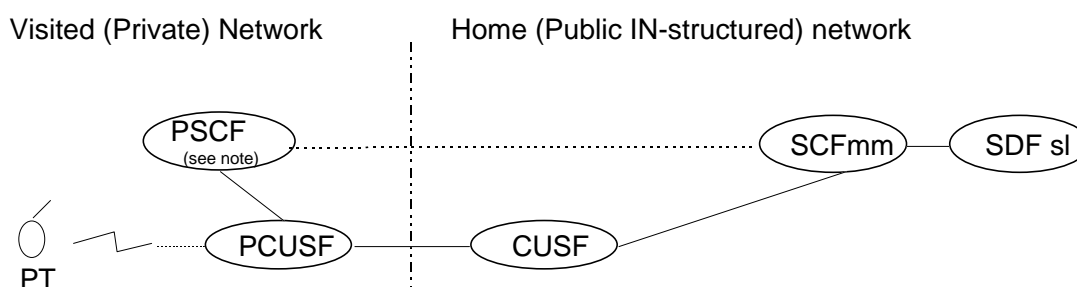 Visited (Private) Network
Home (Public IN-structured) network
PSCF
(see note)
SCFmm
SDF sl
PCUSF
CUSF
PT